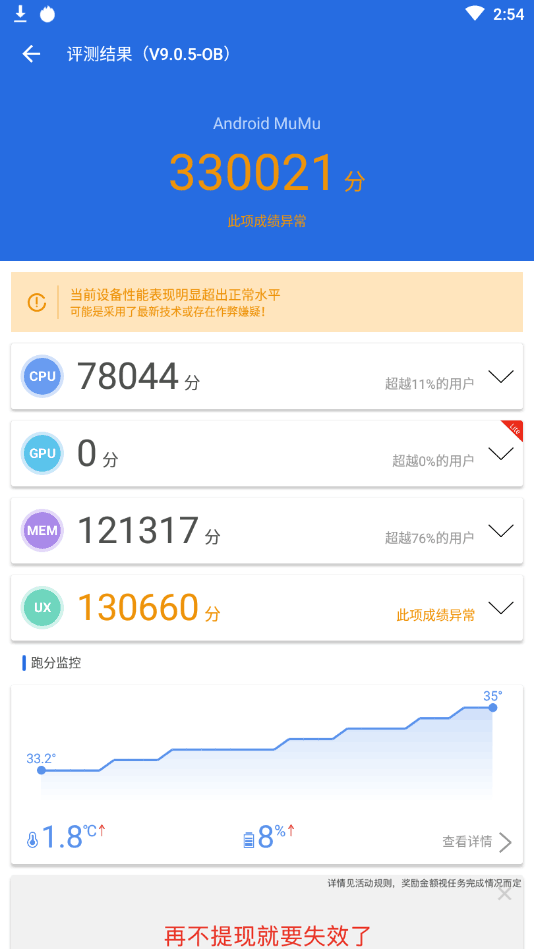 2:54
评测结果（V9.0.5-OB）
Android MuMu
330021 分
此项成绩异常
当前设备性能表现明显超出正常水平
可能是采用了最新技术或存在作弊嫌疑！
CPU 78044 分 超越11%的用户
Lite
GPU 0 分 超越0%的用户
MEM 121317 分 超越76%的用户
UX 130660 分 此项成绩异常
跑分监控
35°
33.2°
1.8℃↑ 8%↑ 查看详情
详情见活动规则，奖励金额视任务完成情况而定
再不提现就要失效了